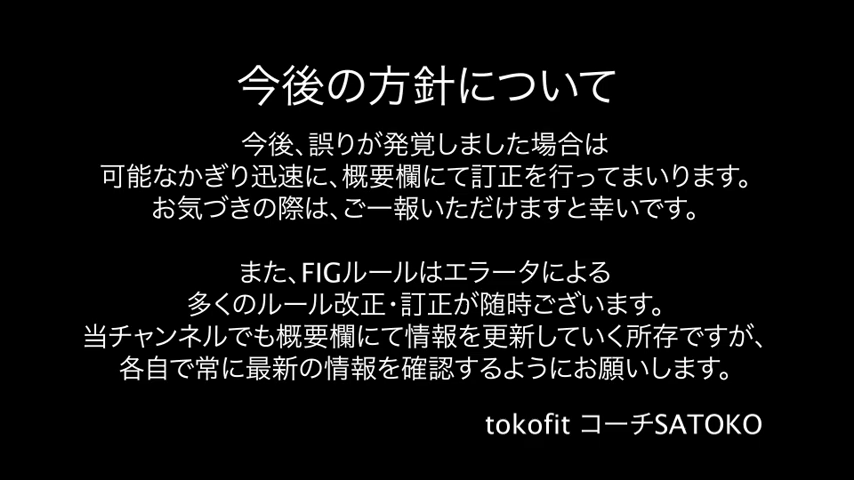 今後の方針について
今後、誤りが発覚しました場合は
可能なかぎり迅速に、概要欄にて訂正を行ってまいります。
お気づきの際は、ご一報いただけますと幸いです。
また、FIGルールはエラータによる
多くのルール改正・訂正が随時ございます。
当チャンネルでも概要欄にて情報を更新していく所存ですが、
各自で常に最新の情報を確認するようにお願いします。
tokofit コーチSATOKO